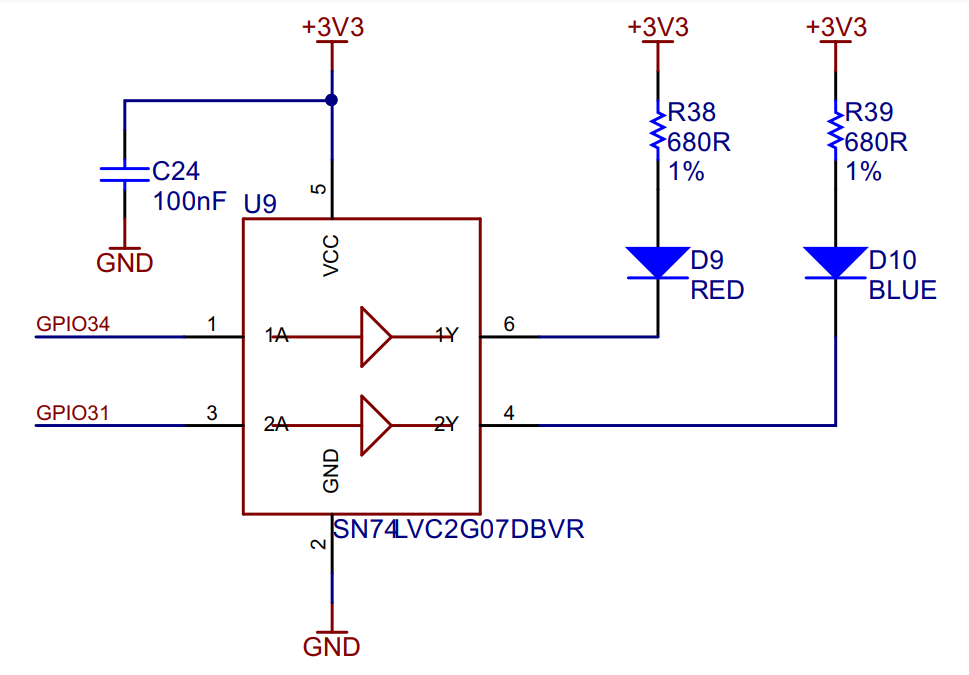 +3V3
+3V3
+3V3
R38
680R
1%
R39
680R
1%
C24
100nF
GND
U9
5
VCC
D9
RED
D10
BLUE
GPIO34
1
1A
1Y
6
GPIO31
3
2A
2Y
4
GND
SN74LVC2G07DBVR
2
GND